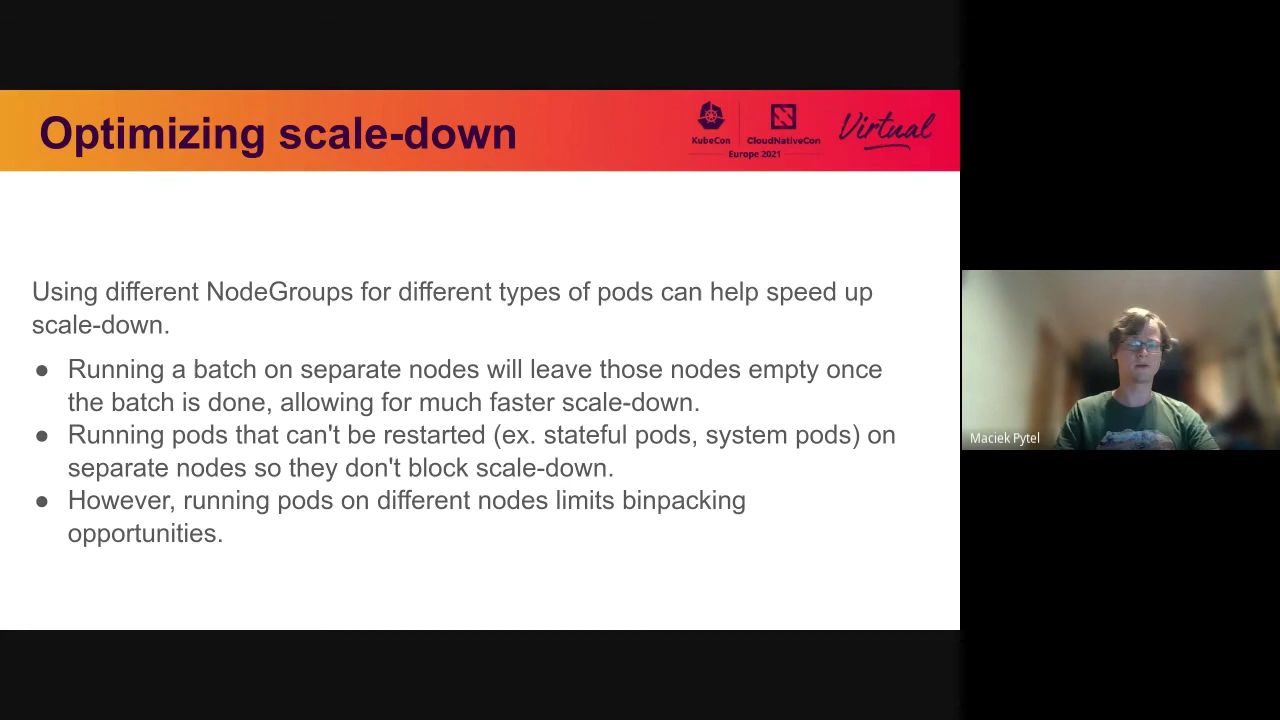 Optimizing scale-down
KubeCon
CloudNativeCon
Europe 2021
Virtual
Using different NodeGroups for different types of pods can help speed up
scale-down.
● Running a batch on separate nodes will leave those nodes empty once
the batch is done, allowing for much faster scale-down.
● Running pods that can't be restarted (ex. stateful pods, system pods) on
separate nodes so they don't block scale-down.
● However, running pods on different nodes limits binpacking
opportunities.
Maciek Pytel